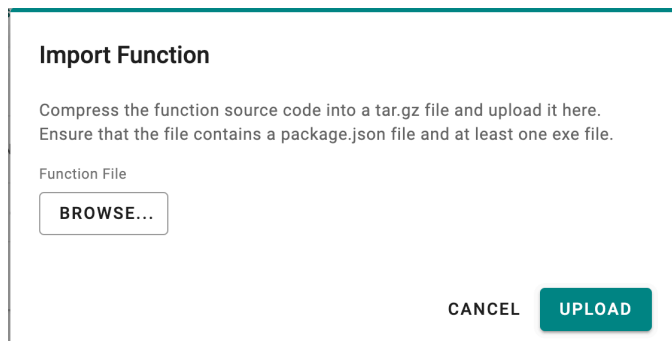 Import Function
Compress the function source code into a tar.gz file and upload it here.
Ensure that the file contains a package.json file and at least one exe file.
Function File
BROWSE...
CANCEL
UPLOAD